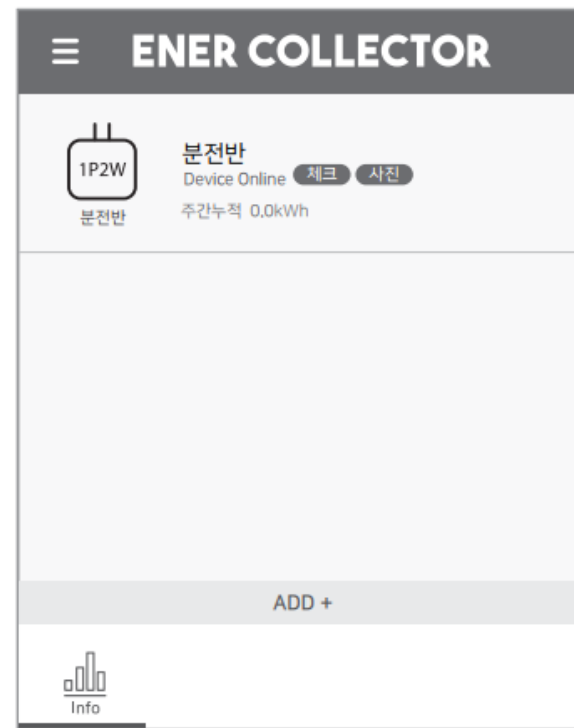 ENER COLLECTOR
1P2W
분전반
분전반
Device Online 체크 사진
주간누적 0.0kWh
ADD +
Info